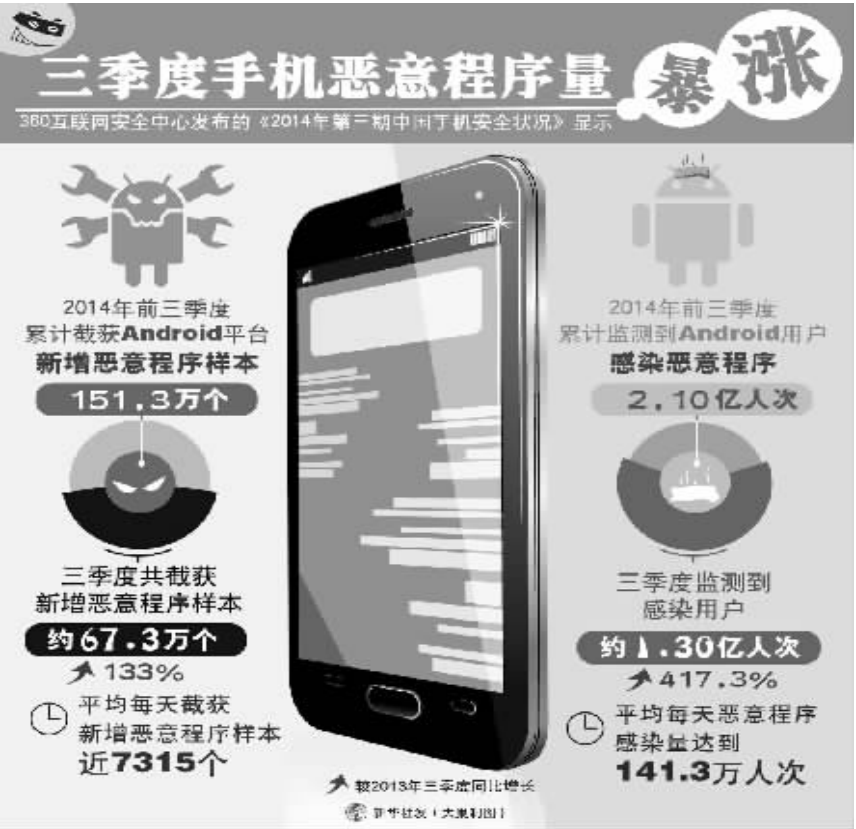 三季度手机恶意程序量暴涨
360互联网安全中心发布的《2014年第三期中国手机安全状况》显示
2014年前三季度
累计截获Android平台
新增恶意程序样本
151.3万个
三季度共截获
新增恶意程序样本
约67.3万个
133%
平均每天截获
新增恶意程序样本
近7315个
2014年前三季度
累计监测到Android用户
感染恶意程序
2.10亿人次
三季度监测到
感染用户
约1.30亿人次
417.3%
平均每天恶意程序
感染量达到
141.3万人次
较2013年三季度同比增长
新华社发（大巢制图）